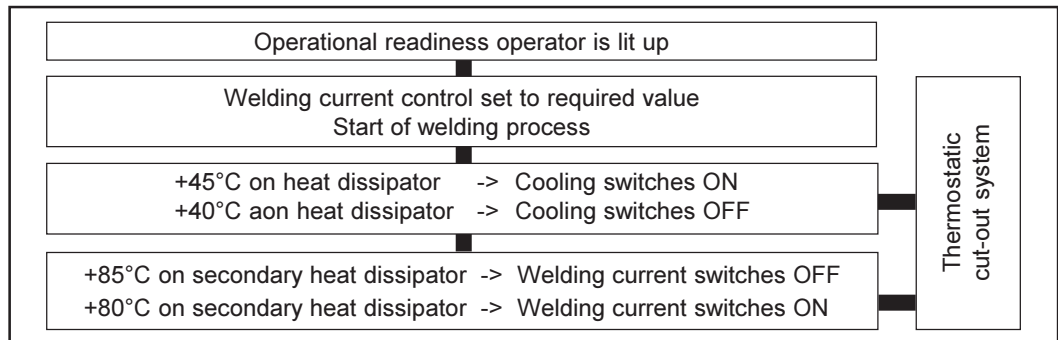 Operational readiness operator is lit up
Welding current control set to required value
Start of welding process
+45°C on heat dissipator -> Cooling switches ON
+40°C aon heat dissipator -> Cooling switches OFF
+85°C on secondary heat dissipator -> Welding current switches OFF
+80°C on secondary heat dissipator -> Welding current switches ON
Thermostatic
cut-out system